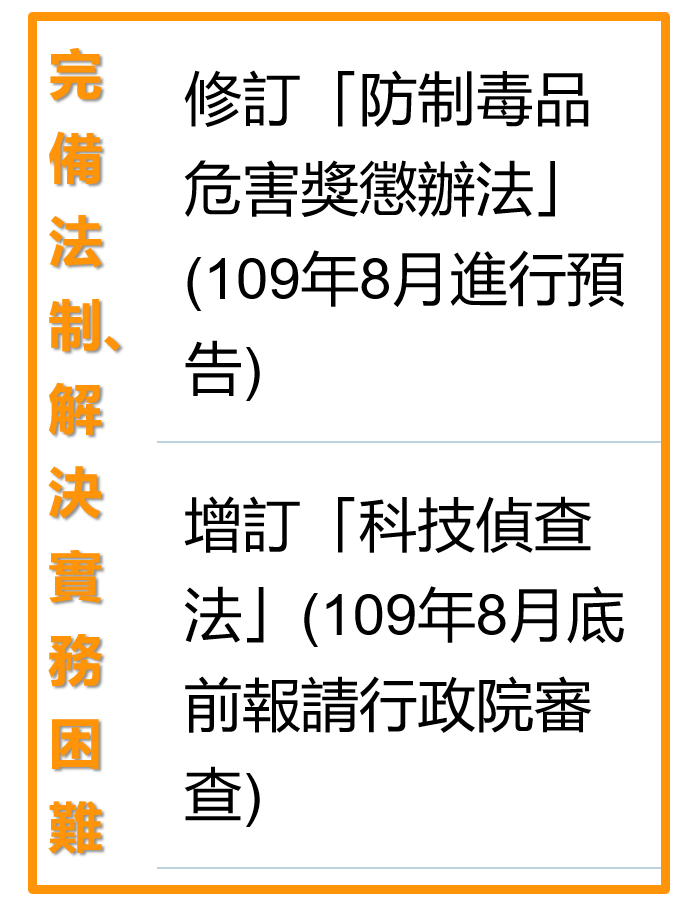 完備法制、解決實務困難
修訂「防制毒品
危害獎懲辦法」
(109年8月進行預
告)
增訂「科技偵查
法」(109年8月底
前報請行政院審
查)